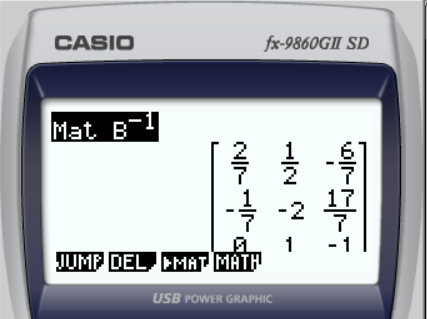 CASIO fx-9860GII SD
Mat B⁻¹
[ 2/7 1/2 -6/7 ]
[ -1/7 -2 17/7 ]
[ 0 1 -1 ]
JUMP DEL ▶MAT MATH
USB POWER GRAPHIC